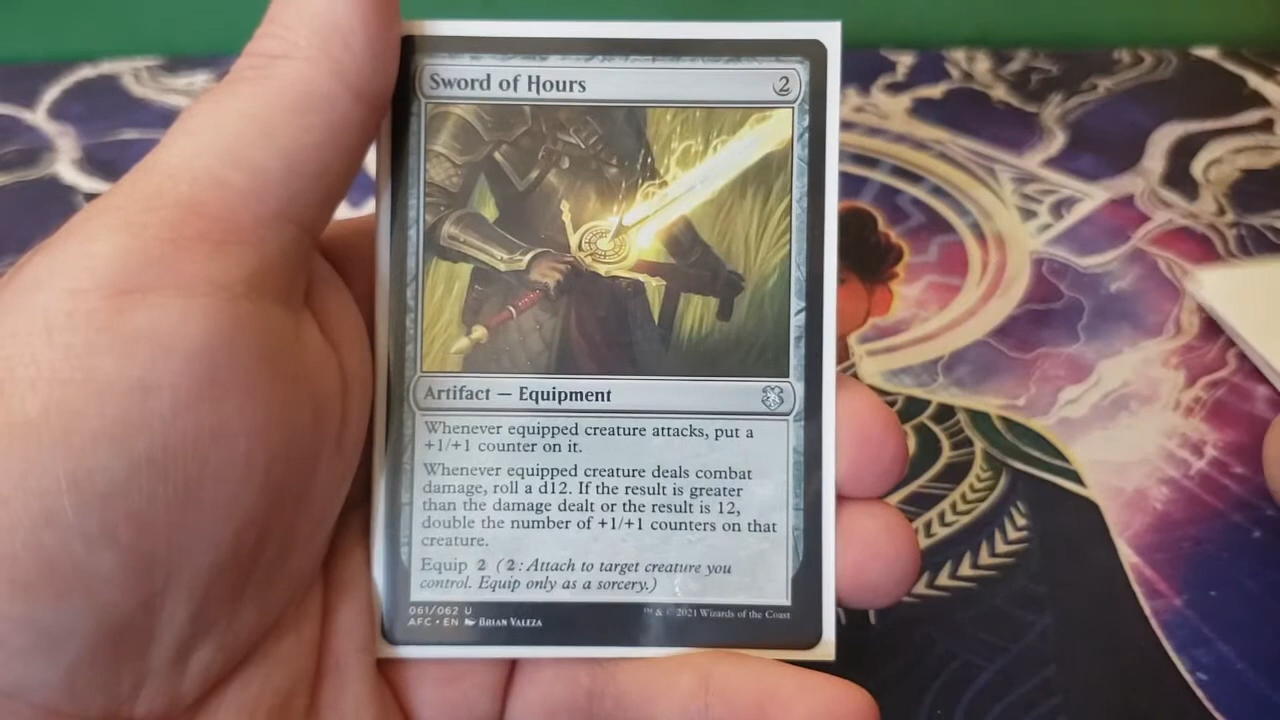 Sword of Hours 2
Artifact — Equipment
Whenever equipped creature attacks, put a
+1/+1 counter on it.
Whenever equipped creature deals combat
damage, roll a d12. If the result is greater
than the damage dealt or the result is 12,
double the number of +1/+1 counters on that
creature.
Equip 2 (2: Attach to target creature you
control. Equip only as a sorcery.)
061/062 U
AFC • EN BRIAN VALEZA
™ & © 2021 Wizards of the Coast